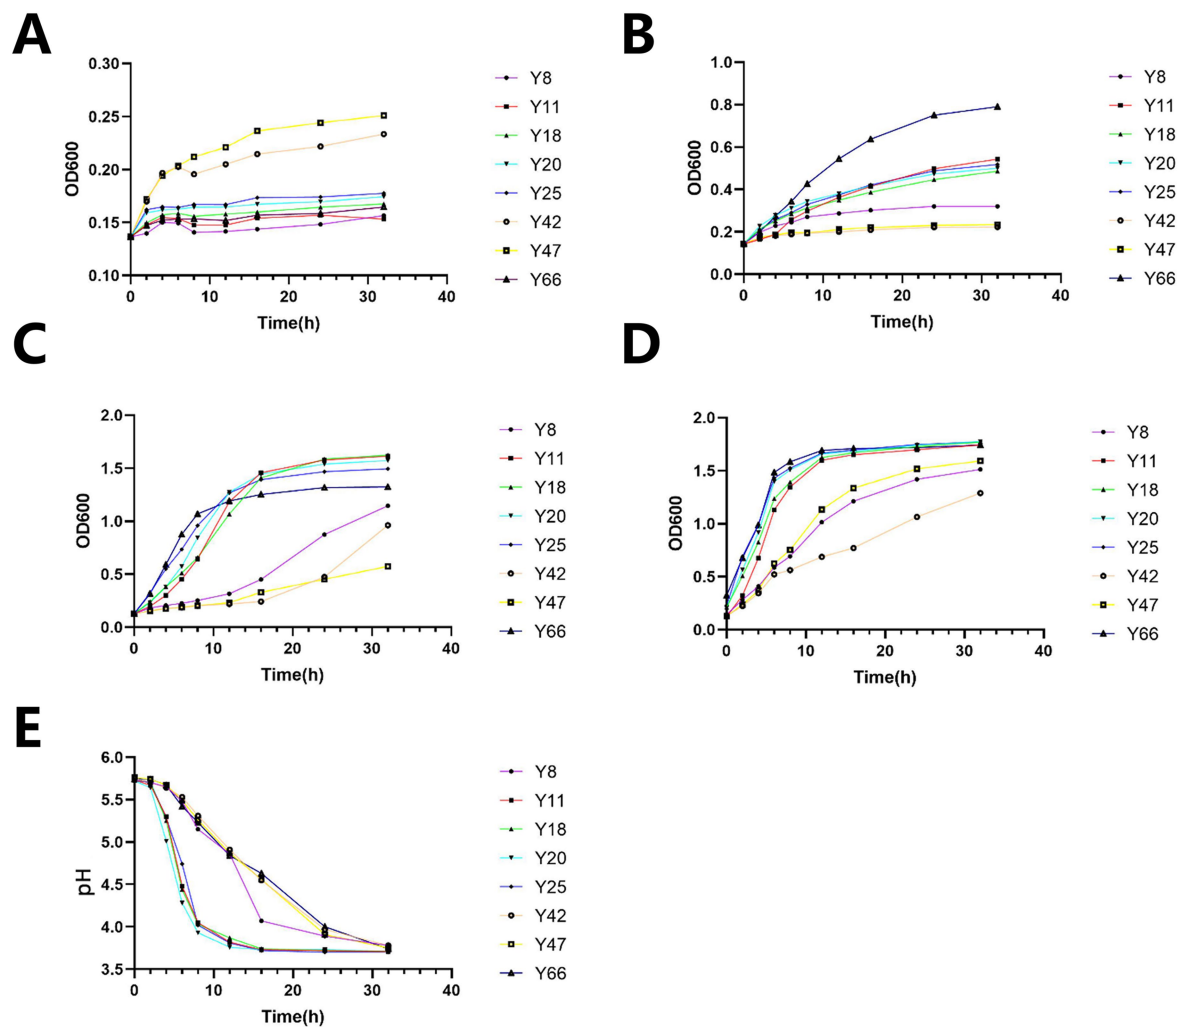 A
OD600
0.30
0.25
0.20
0.15
0.10
0 10 20 30 40
Time(h)
Y8
Y11
Y18
Y20
Y25
Y42
Y47
Y66
B
OD600
1.0
0.8
0.6
0.4
0.2
0.0
0 10 20 30 40
Time(h)
Y8
Y11
Y18
Y20
Y25
Y42
Y47
Y66
C
OD600
2.0
1.5
1.0
0.5
0.0
0 10 20 30 40
Time(h)
Y8
Y11
Y18
Y20
Y25
Y42
Y47
Y66
D
OD600
2.0
1.5
1.0
0.5
0.0
0 10 20 30 40
Time(h)
Y8
Y11
Y18
Y20
Y25
Y42
Y47
Y66
E
pH
6.0
5.5
5.0
4.5
4.0
3.5
0 10 20 30 40
Time(h)
Y8
Y11
Y18
Y20
Y25
Y42
Y47
Y66